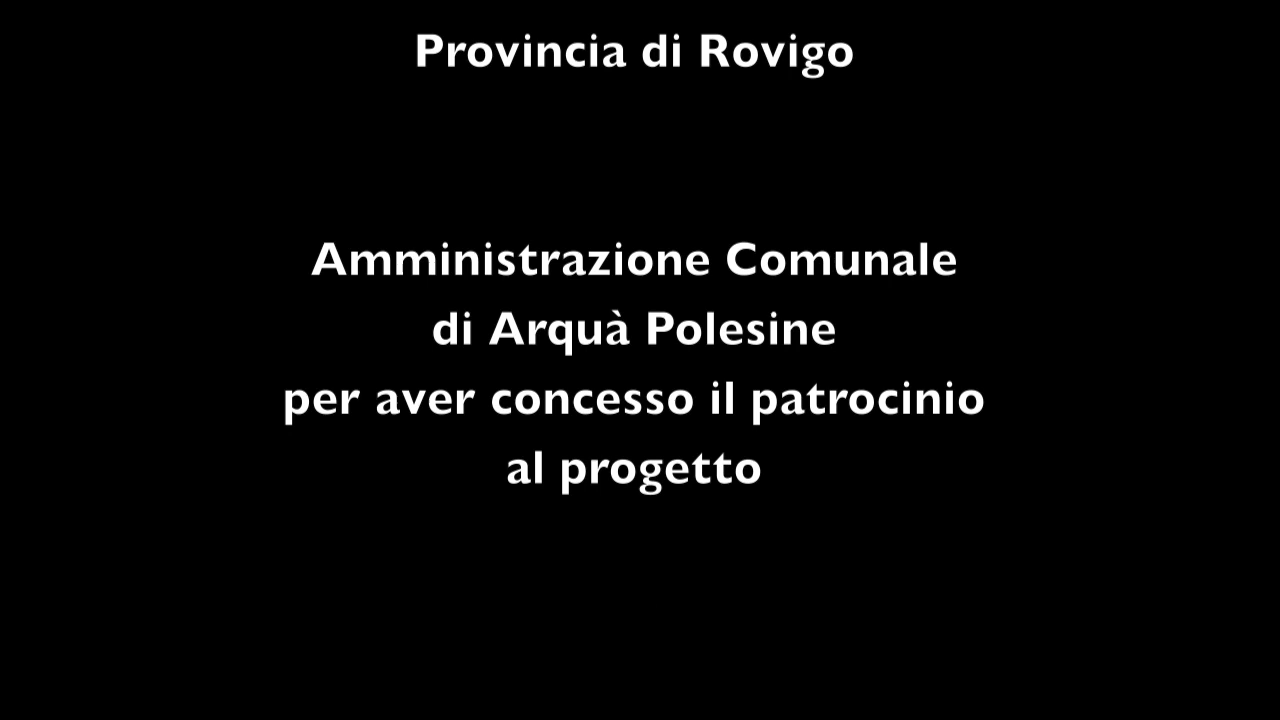 Provincia di Rovigo
Amministrazione Comunale
di Arquà Polesine
per aver concesso il patrocinio
al progetto